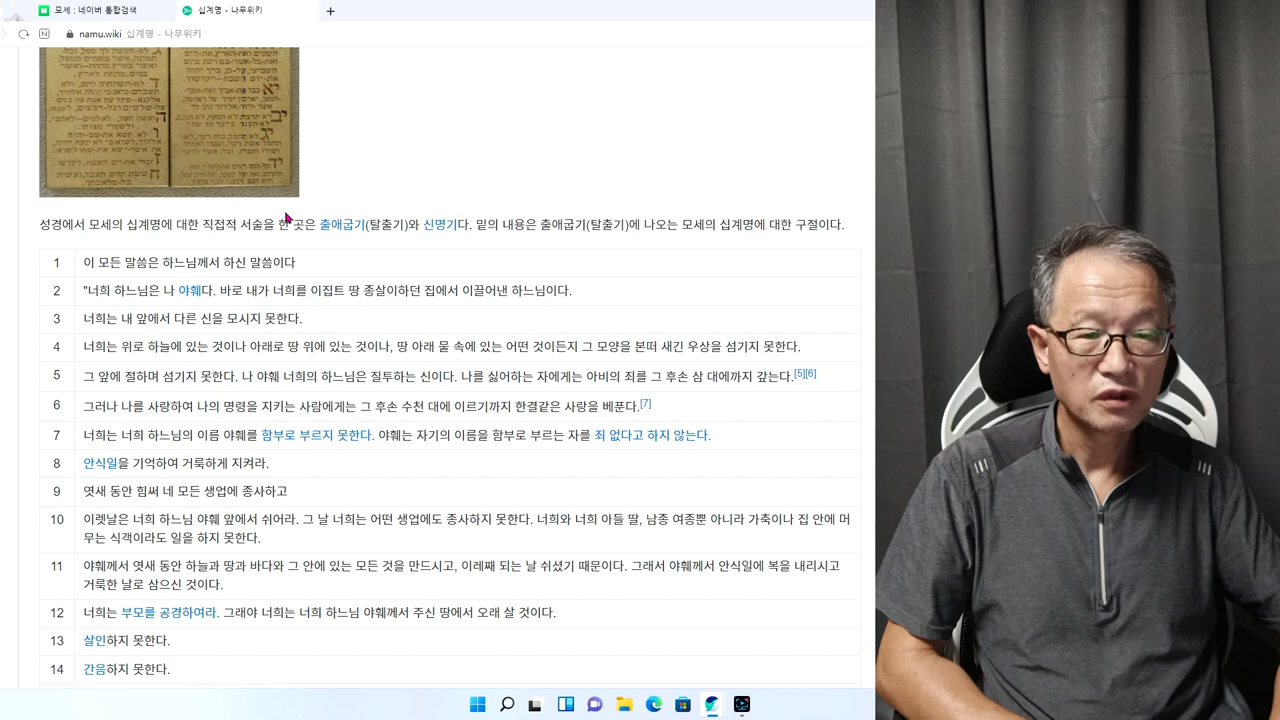 모세 : 네이버 통합검색
십계명 - 나무위키
namu.wiki 십계명 - 나무위키
성경에서 모세의 십계명에 대한 직접적 서술을 한 곳은 출애굽기(탈출기)와 신명기다. 밑의 내용은 출애굽기(탈출기)에 나오는 모세의 십계명에 대한 구절이다.
1 이 모든 말씀은 하느님께서 하신 말씀이다
2 "너희 하느님은 나 야훼다. 바로 내가 너희를 이집트 땅 종살이하던 집에서 이끌어낸 하느님이다.
3 너희는 내 앞에서 다른 신을 모시지 못한다.
4 너희는 위로 하늘에 있는 것이나 아래로 땅 위에 있는 것이나, 땅 아래 물 속에 있는 어떤 것이든지 그 모양을 본떠 새긴 우상을 섬기지 못한다.
5 그 앞에 절하며 섬기지 못한다. 나 야훼 너희의 하느님은 질투하는 신이다. 나를 싫어하는 자에게는 아비의 죄를 그 후손 삼 대에까지 갚는다.[5][6]
6 그러나 나를 사랑하여 나의 명령을 지키는 사람에게는 그 후손 수천 대에 이르기까지 한결같은 사랑을 베푼다.[7]
7 너희는 너희 하느님의 이름 야훼를 함부로 부르지 못한다. 야훼는 자기의 이름을 함부로 부르는 자를 죄 없다고 하지 않는다.
8 안식일을 기억하여 거룩하게 지켜라.
9 엿새 동안 힘써 네 모든 생업에 종사하고
10 이렛날은 너희 하느님 야훼 앞에서 쉬어라. 그 날 너희는 어떤 생업에도 종사하지 못한다. 너희와 너희 아들 딸, 남종 여종뿐 아니라 가축이나 집 안에 머
무는 식객이라도 일을 하지 못한다.
11 야훼께서 엿새 동안 하늘과 땅과 바다와 그 안에 있는 모든 것을 만드시고, 이레째 되는 날 쉬셨기 때문이다. 그래서 야훼께서 안식일에 복을 내리시고
거룩한 날로 삼으신 것이다.
12 너희는 부모를 공경하여라. 그래야 너희는 너희 하느님 야훼께서 주신 땅에서 오래 살 것이다.
13 살인하지 못한다.
14 간음하지 못한다.